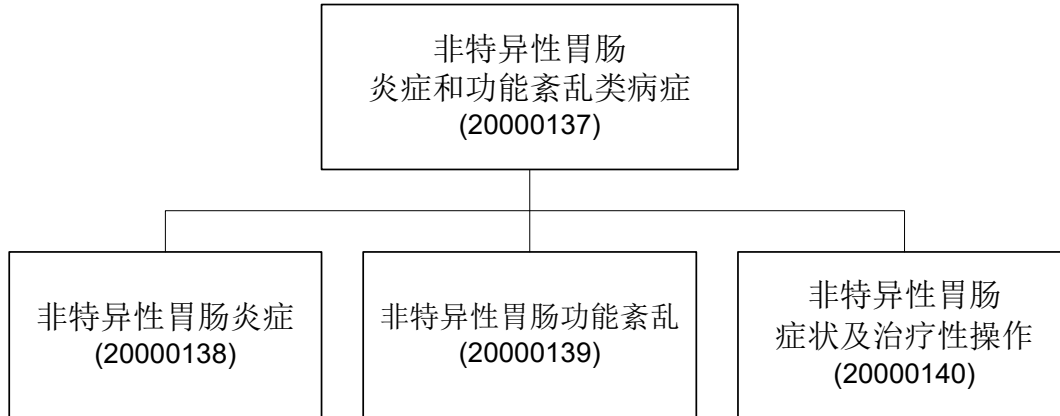 非特异性胃肠
炎症和功能紊乱类病症
(20000137)
非特异性胃肠炎症
(20000138)
非特异性胃肠功能紊乱
(20000139)
非特异性胃肠
症状及治疗性操作
(20000140)